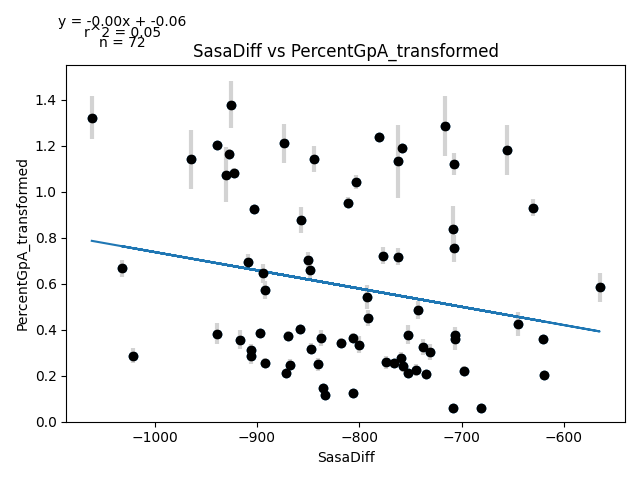 y = -0.00x + -0.06
r^2 = 0.05
n = 72
SasaDiff vs PercentGpA_transformed
PercentGpA_transformed
1.4
1.2
1.0
0.8
0.6
0.4
0.2
0.0
−1000
−900
−800
−700
−600
SasaDiff